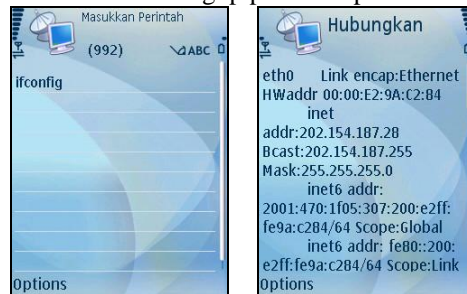 Masukkan Perintah
(992)
ABC
ifconfig
Options
Hubungkan
eth0 Link encap:Ethernet
HWaddr 00:00:E2:9A:C2:84
inet
addr:202.154.187.28
Bcast:202.154.187.255
Mask:255.255.255.0
inet6 addr:
2001:470:1f05:307:200:e2ff:
fe9a:c284/64 Scope:Global
inet6 addr: fe80::200:
e2ff:fe9a:c284/64 Scope:Link
Options